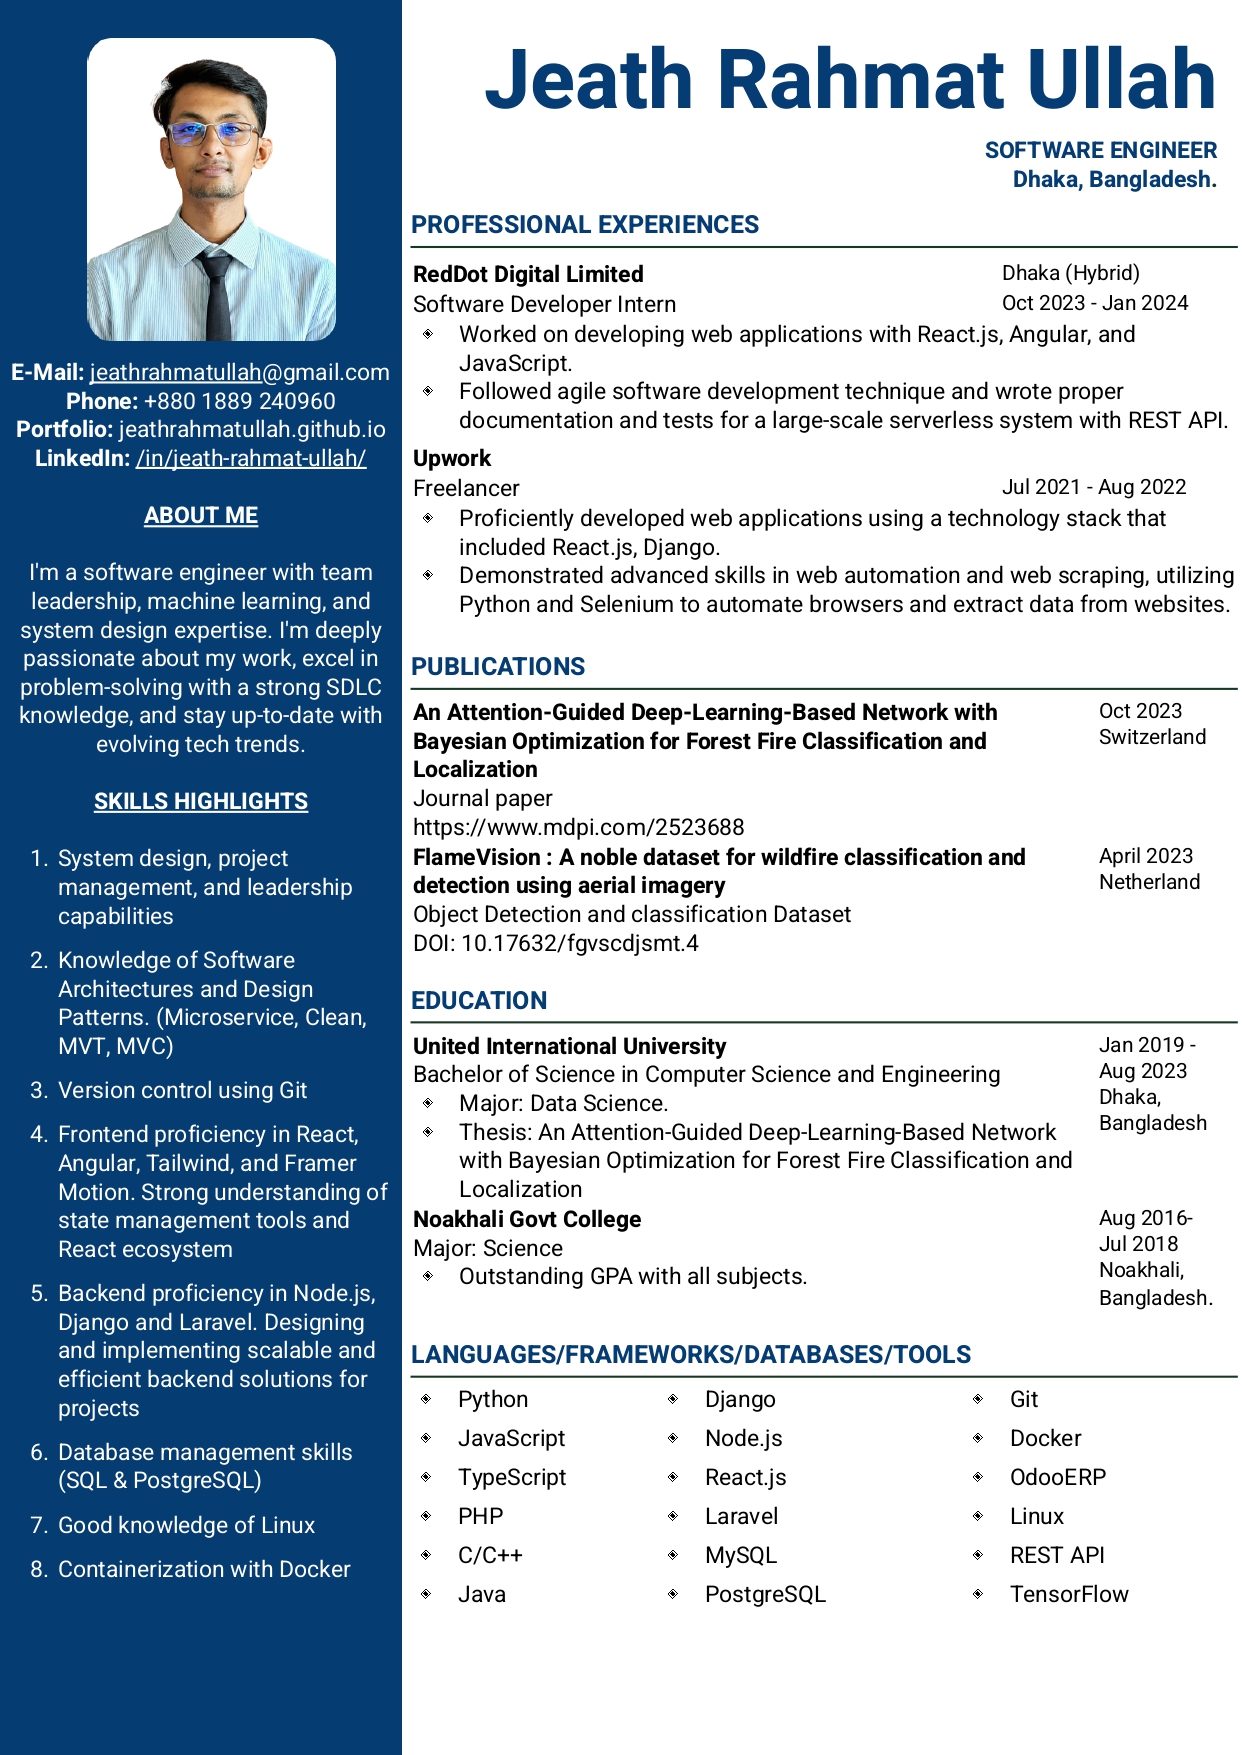 Jeath Rahmat Ullah
SOFTWARE ENGINEER
Dhaka, Bangladesh.
E-Mail: jeathrahmatullah@gmail.com
Phone: +880 1889 240960
Portfolio: jeathrahmatullah.github.io
LinkedIn: /in/jeath-rahmat-ullah/
ABOUT ME
I'm a software engineer with team
leadership, machine learning, and
system design expertise. I'm deeply
passionate about my work, excel in
problem-solving with a strong SDLC
knowledge, and stay up-to-date with
evolving tech trends.
SKILLS HIGHLIGHTS
1. System design, project
management, and leadership
capabilities
2. Knowledge of Software
Architectures and Design
Patterns. (Microservice, Clean,
MVT, MVC)
3. Version control using Git
4. Frontend proficiency in React,
Angular, Tailwind, and Framer
Motion. Strong understanding of
state management tools and
React ecosystem
5. Backend proficiency in Node.js,
Django and Laravel. Designing
and implementing scalable and
efficient backend solutions for
projects
6. Database management skills
(SQL & PostgreSQL)
7. Good knowledge of Linux
8. Containerization with Docker
PROFESSIONAL EXPERIENCES
RedDot Digital Limited Dhaka (Hybrid)
Software Developer Intern Oct 2023 - Jan 2024
Worked on developing web applications with React.js, Angular, and
JavaScript.
Followed agile software development technique and wrote proper
documentation and tests for a large-scale serverless system with REST API.
Upwork
Freelancer Jul 2021 - Aug 2022
Proficiently developed web applications using a technology stack that
included React.js, Django.
Demonstrated advanced skills in web automation and web scraping, utilizing
Python and Selenium to automate browsers and extract data from websites.
PUBLICATIONS
An Attention-Guided Deep-Learning-Based Network with Oct 2023
Bayesian Optimization for Forest Fire Classification and Switzerland
Localization
Journal paper
https://www.mdpi.com/2523688
FlameVision : A noble dataset for wildfire classification and April 2023
detection using aerial imagery Netherland
Object Detection and classification Dataset
DOI: 10.17632/fgvscdjsmt.4
EDUCATION
United International University Jan 2019 -
Bachelor of Science in Computer Science and Engineering Aug 2023
Major: Data Science. Dhaka,
Thesis: An Attention-Guided Deep-Learning-Based Network Bangladesh
with Bayesian Optimization for Forest Fire Classification and
Localization
Noakhali Govt College Aug 2016-
Major: Science Jul 2018
Outstanding GPA with all subjects. Noakhali,
Bangladesh.
LANGUAGES/FRAMEWORKS/DATABASES/TOOLS
Python Django Git
JavaScript Node.js Docker
TypeScript React.js OdooERP
PHP Laravel Linux
C/C++ MySQL REST API
Java PostgreSQL TensorFlow